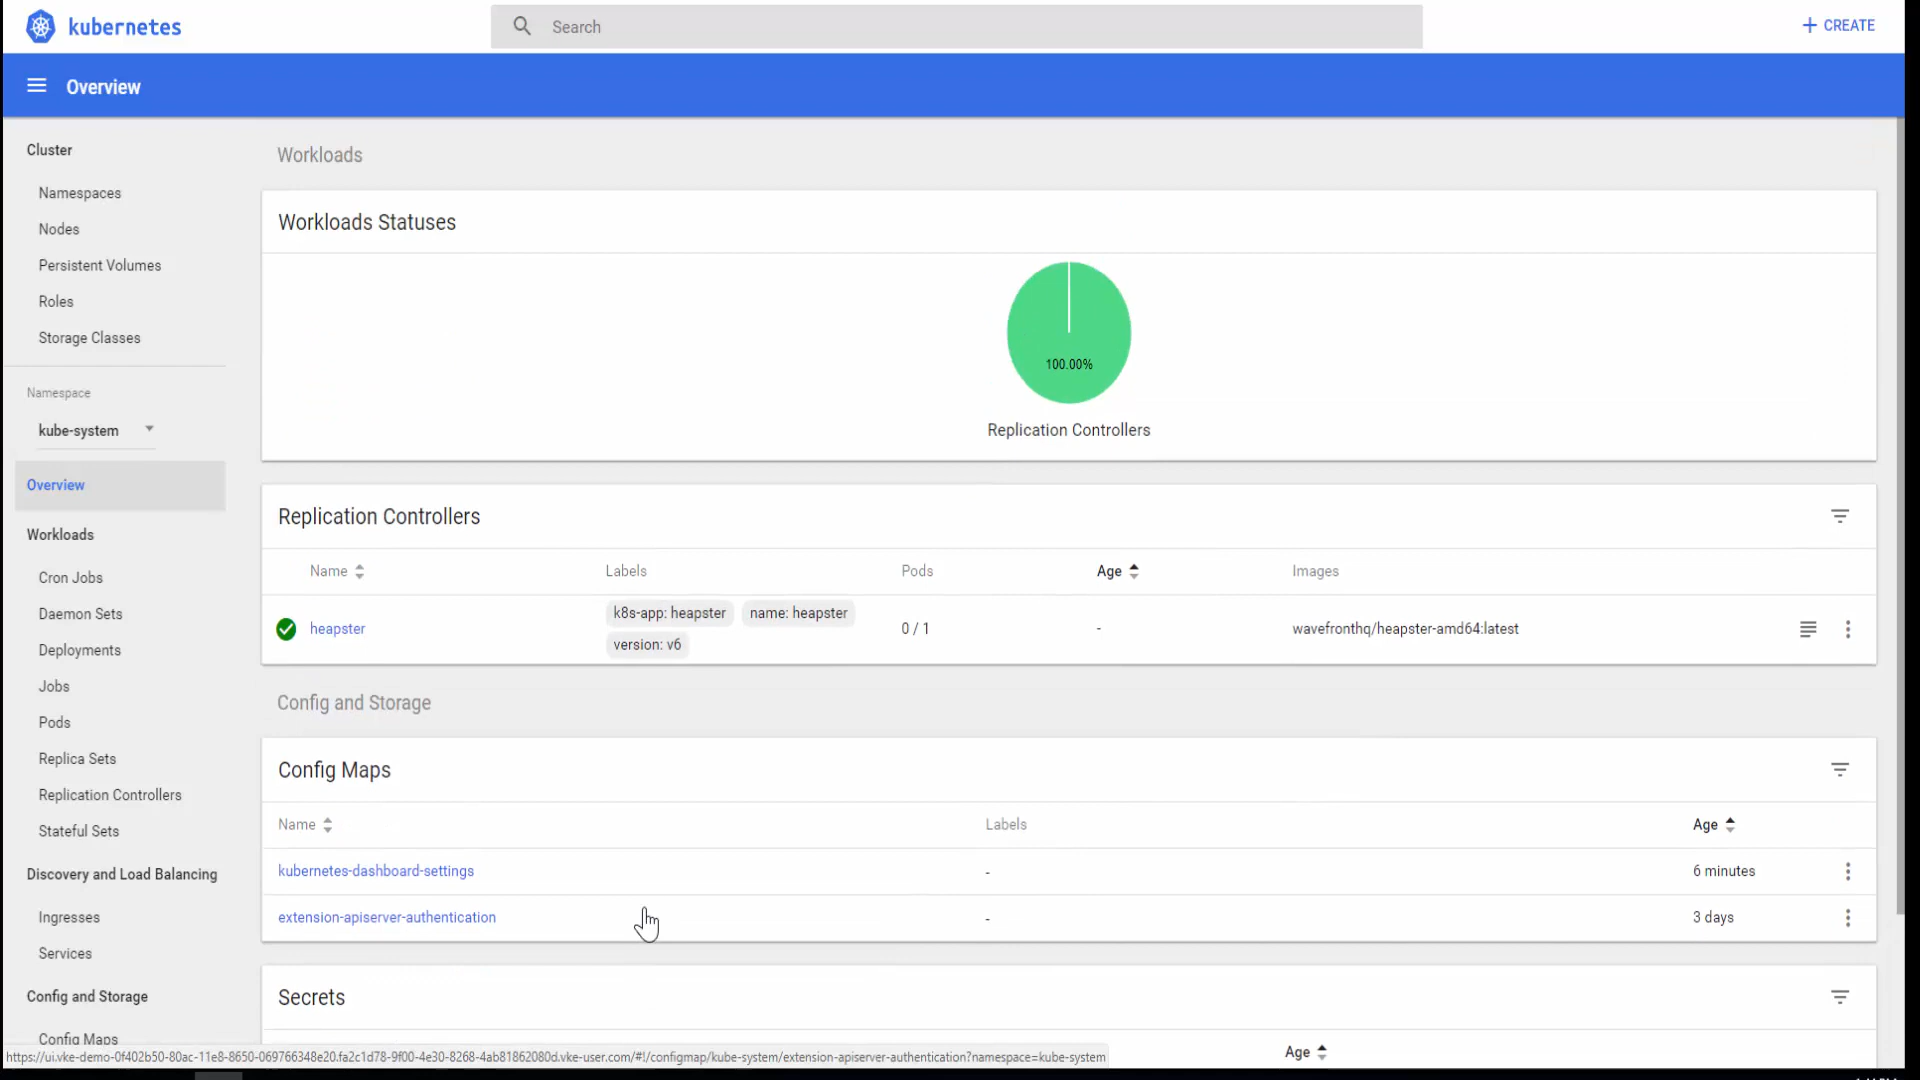 kubernetes
Search
CREATE
Overview
Cluster
Namespaces
Nodes
Persistent Volumes
Roles
Storage Classes
Namespace
kube-system
Overview
Workloads
Cron Jobs
Daemon Sets
Deployments
Jobs
Pods
Replica Sets
Replication Controllers
Stateful Sets
Discovery and Load Balancing
Ingresses
Services
Config and Storage
Config Maps
Workloads
Workloads Statuses
100.00%
Replication Controllers
Replication Controllers
Name Labels Pods Age Images
heapster k8s-app: heapster name: heapster version: v6 0 / 1 - wavefronthq/heapster-amd64:latest
Config and Storage
Config Maps
Name Labels Age
kubernetes-dashboard-settings - 6 minutes
extension-apiserver-authentication - 3 days
Secrets
Age
https://ui.vke-demo-0f402b50-80ac-11e8-8650-069766348e20.fa2c1d78-9f00-4e30-8268-4ab81862080d.vke-user.com/#!/configmap/kube-system/extension-apiserver-authentication?namespace=kube-system